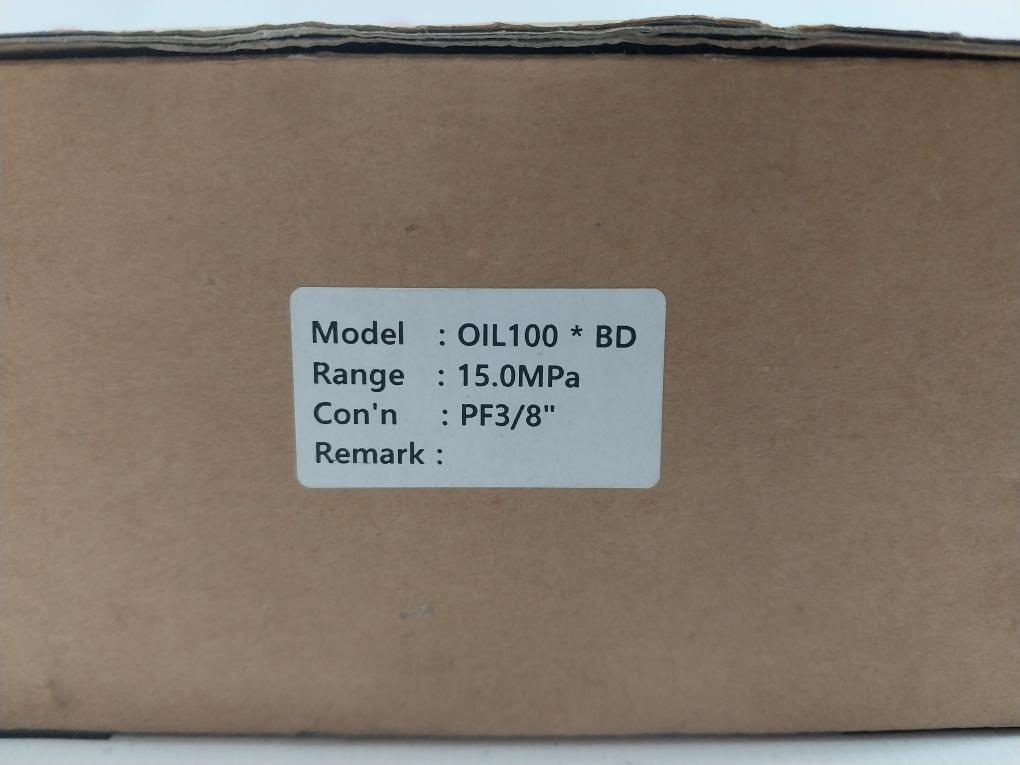 Model : OIL100 * BD
Range : 15.0MPa
Con'n : PF3/8"
Remark :